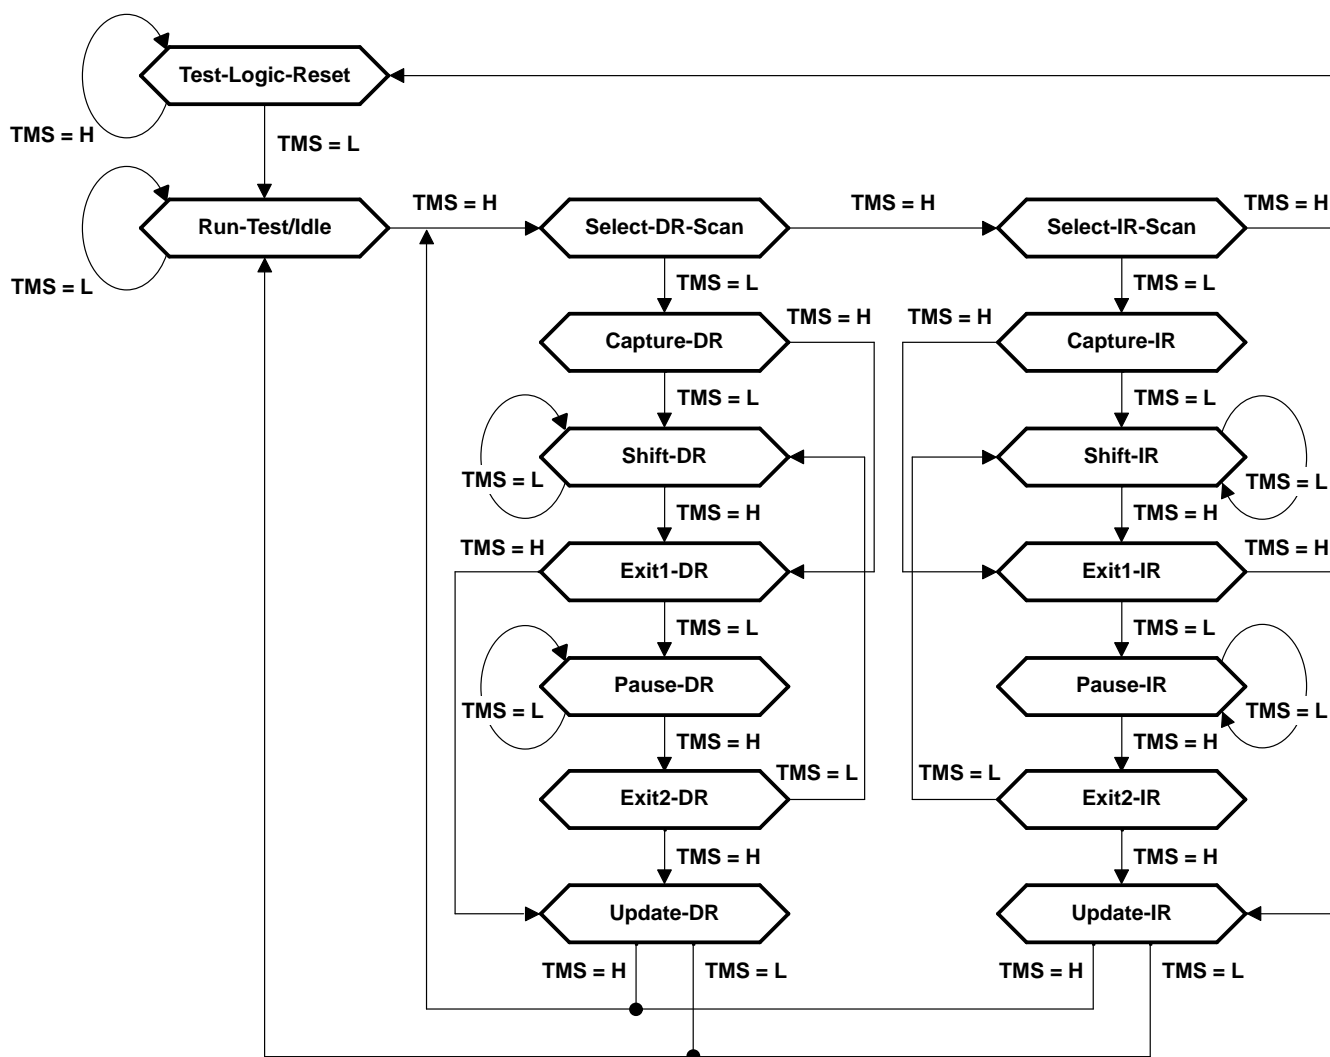 Test-Logic-Reset
TMS = H
TMS = L
TMS = H
TMS = H
TMS = H
Run-Test/Idle
Select-DR-Scan
Select-IR-Scan
TMS = L
TMS = L
TMS = L
TMS = H
TMS = H
Capture-DR
Capture-IR
TMS = L
TMS = L
Shift-DR
Shift-IR
TMS = L
TMS = L
TMS = H
TMS = H
TMS = H
TMS = H
Exit1-DR
Exit1-IR
TMS = L
TMS = L
Pause-DR
Pause-IR
TMS = L
TMS = L
TMS = H
TMS = H
TMS = L
TMS = L
Exit2-DR
Exit2-IR
TMS = H
TMS = H
Update-DR
Update-IR
TMS = H
TMS = L
TMS = H
TMS = L